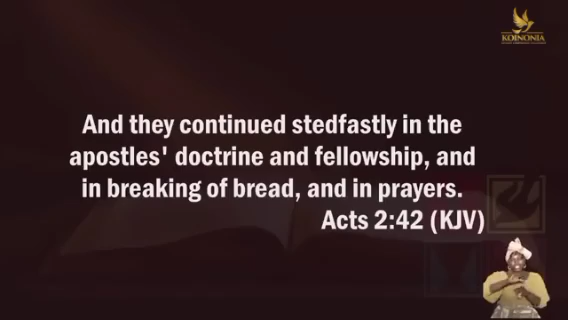 KOINONIA
And they continued stedfastly in the
apostles' doctrine and fellowship, and
in breaking of bread, and in prayers.
Acts 2:42 (KJV)